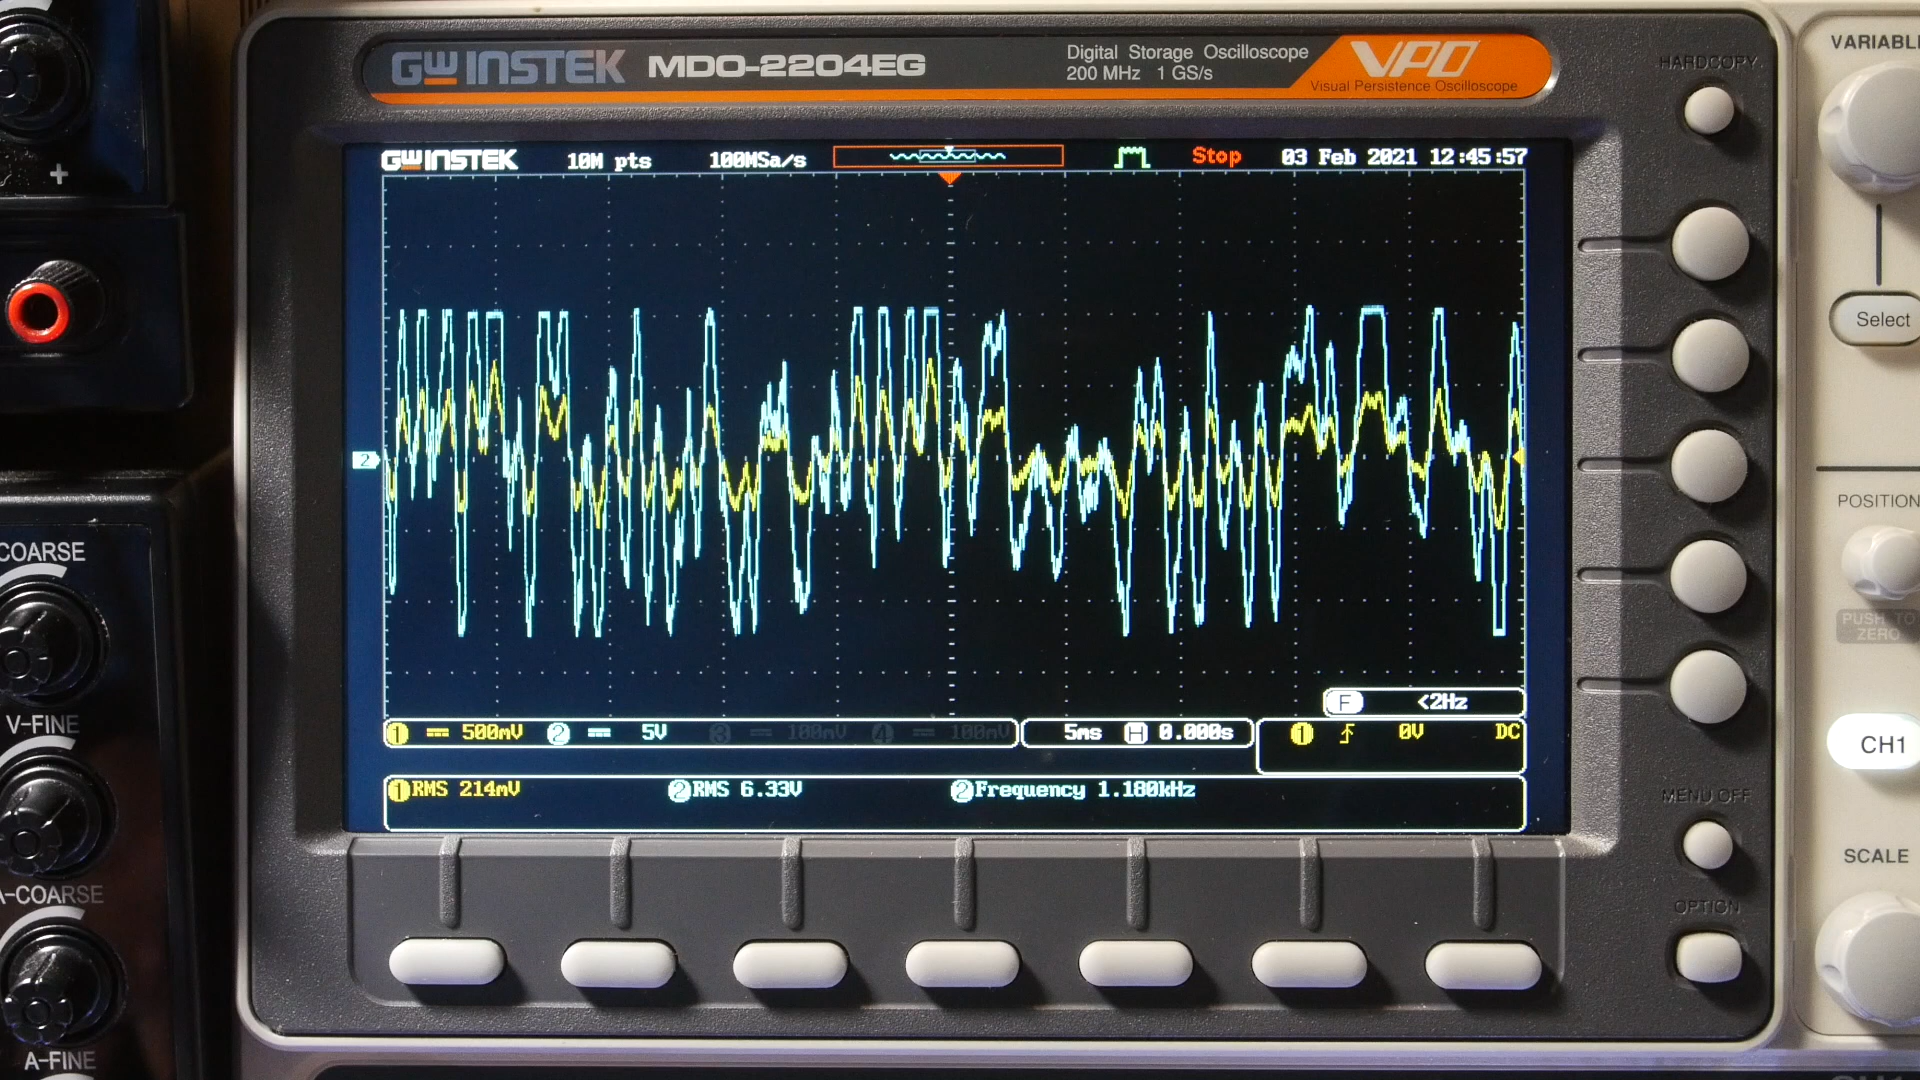 GW INSTEK MDO-2204EG
Digital Storage Oscilloscope
200 MHz 1 GS/s
VPO
Visual Persistence Oscilloscope
HARDCOPY
VARIABL
GW INSTEK 10M pts 100MSa/s Stop 03 Feb 2021 12:45:57
+
Select
2
POSITION
COARSE
PUSH TO
ZERO
F <2Hz
V-FINE
1 500mV 2 5V 3 100mV 4 100mV 5ms H 0.000s 1 0V DC
CH1
1 RMS 214mV 2 RMS 6.33V 2 Frequency 1.180kHz
MENU OFF
SCALE
A-COARSE
OPTION
A-FINE